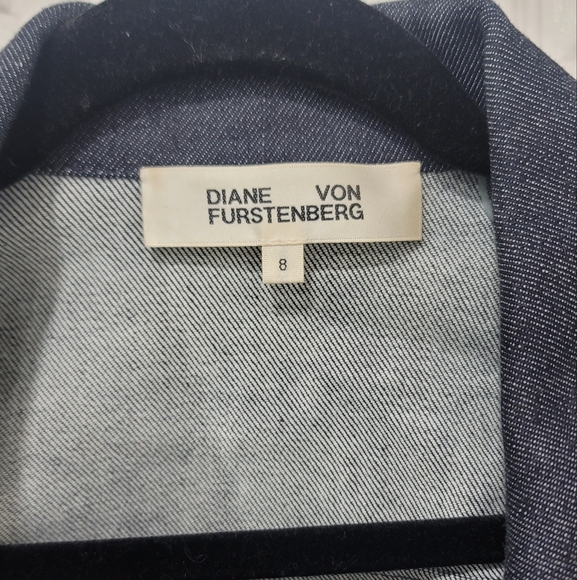 DIANE VON
FURSTENBERG
8